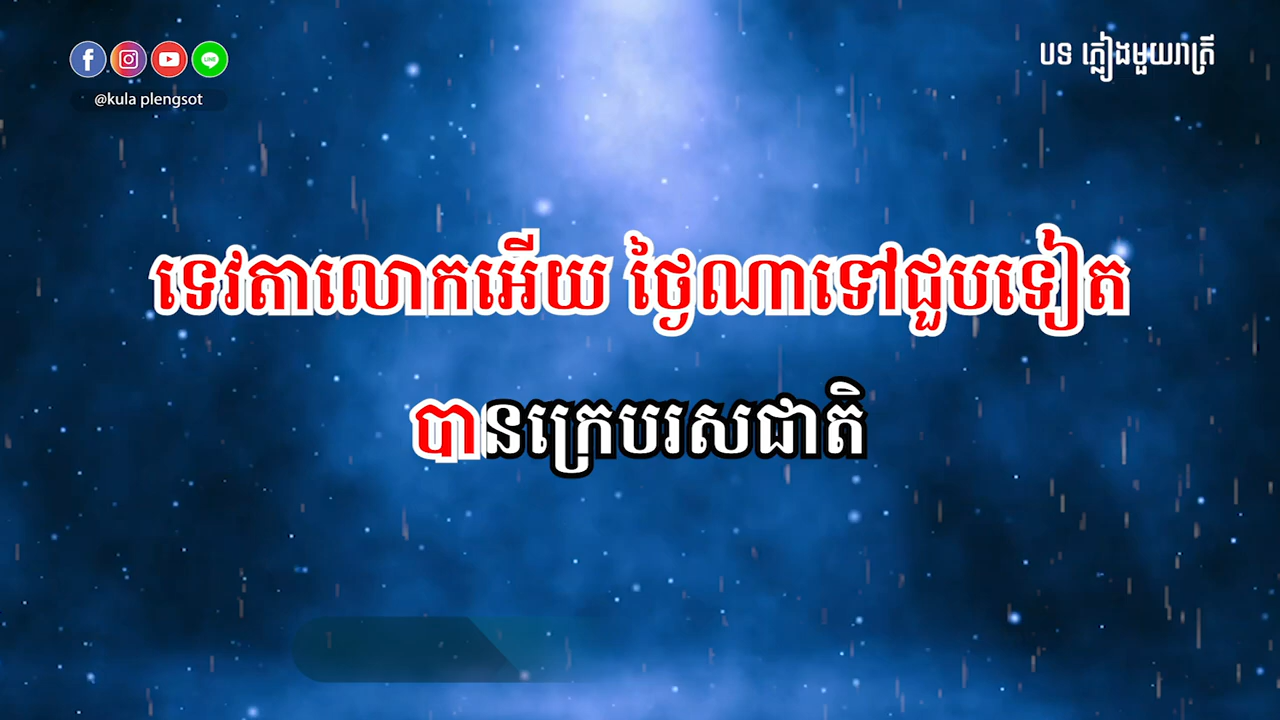 @kula plengsot
បទ ភ្លៀងមួយរាត្រី
ទេវតាលោកអើយ ថ្ងៃណាទៅជួបទៀត
បានក្រេបរសជាតិ